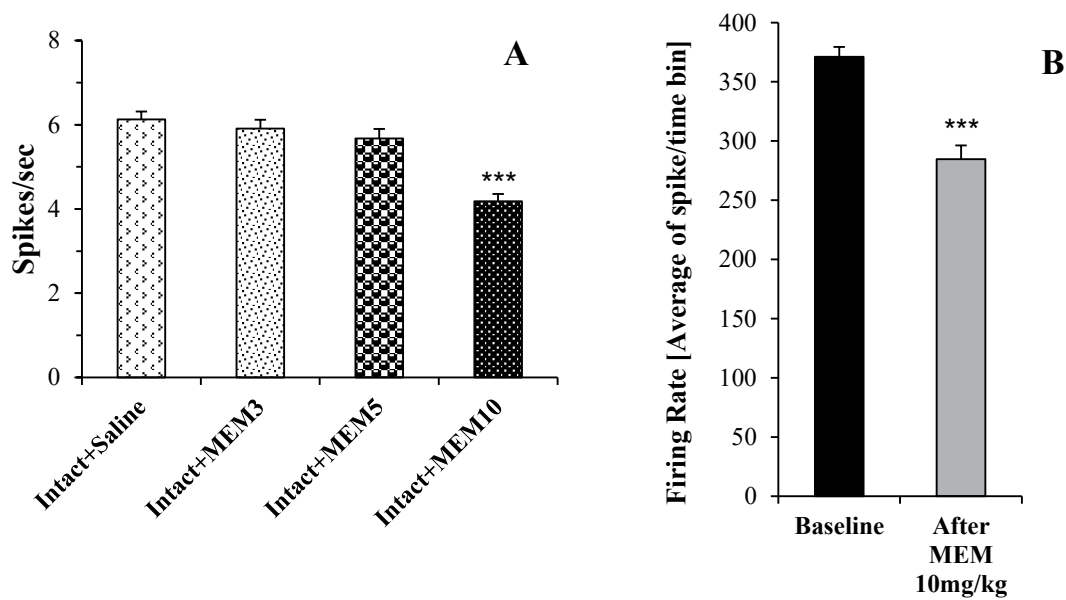 A
Spikes/sec
8
6
4
2
0
***
Intact+Saline
Intact+MEM3
Intact+MEM5
Intact+MEM10
B
Firing Rate [Average of spike/time bin]
400
350
300
250
200
150
100
50
0
***
Baseline
After
MEM
10mg/kg